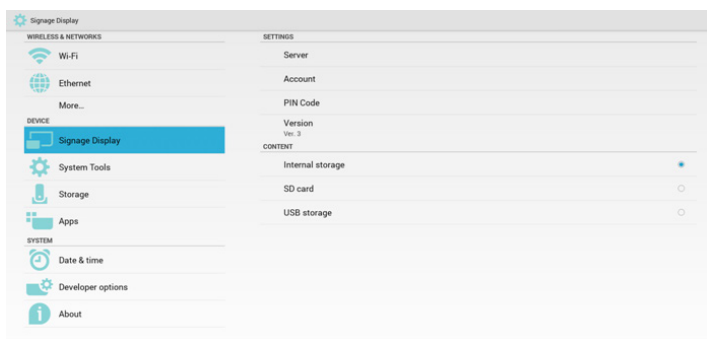 Signage Display
WIRELESS & NETWORKS
Wi-Fi
Ethernet
More...
DEVICE
Signage Display
System Tools
Storage
Apps
SYSTEM
Date & time
Developer options
About
SETTINGS
Server
Account
PIN Code
Version
Ver. 3
CONTENT
Internal storage
SD card
USB storage